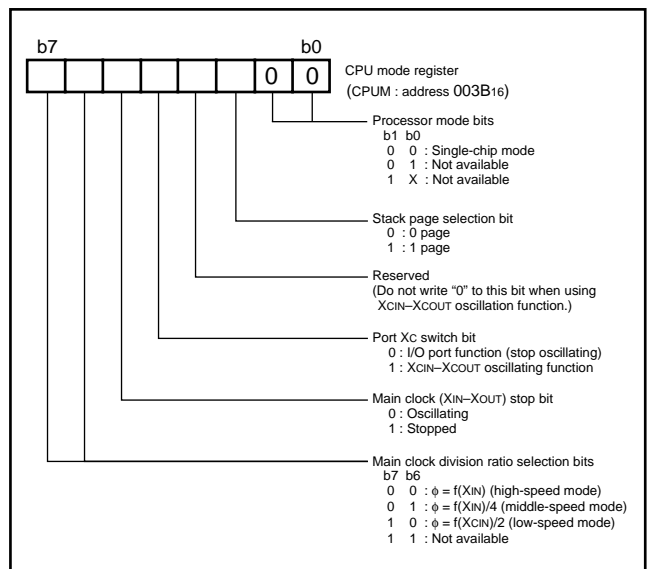 b7 b0
0 0
CPU mode register
(CPUM : address 003B16)
Processor mode bits
b1 b0
0 0 : Single-chip mode
0 1 : Not available
1 X : Not available
Stack page selection bit
0 : 0 page
1 : 1 page
Reserved
(Do not write “0” to this bit when using
XCIN–XCOUT oscillation function.)
Port XC switch bit
0 : I/O port function (stop oscillating)
1 : XCIN–XCOUT oscillating function
Main clock (XIN–XOUT) stop bit
0 : Oscillating
1 : Stopped
Main clock division ratio selection bits
b7 b6
0 0 : φ = f(XIN) (high-speed mode)
0 1 : φ = f(XIN)/4 (middle-speed mode)
1 0 : φ = f(XCIN)/2 (low-speed mode)
1 1 : Not available